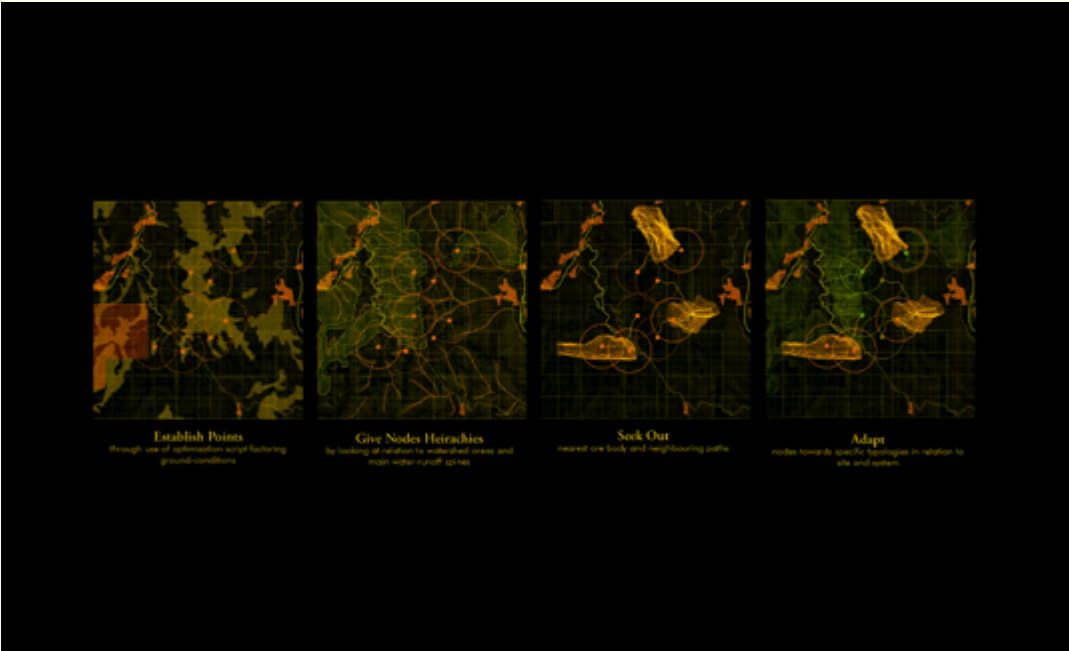 Establish Points
through use of optimisation script factoring
ground-conditions
Give Nodes Heirachies
by looking at relation to watershed areas and
main water-runoff spines
Seek Out
nearest ore body and neighbouring paths
Adapt
nodes towards specific typologies in relation to
site and system